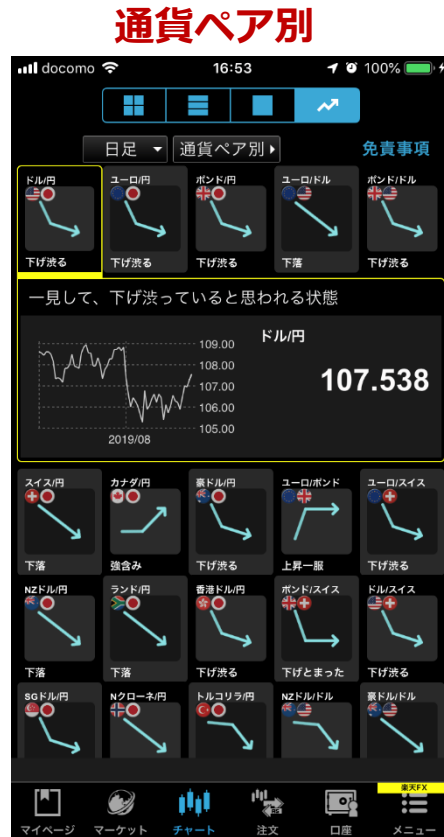 通貨ペア別
docomo 16:53 100%
日足 通貨ペア別 免責事項
ドル/円 ユーロ/円 ポンド/円 ユーロ/ドル ポンド/ドル
下げ渋る 下げ渋る 下げ渋る 下落 下げ渋る
一見して、下げ渋っていると思われる状態
ドル/円
107.538
109.00
108.00
107.00
106.00
105.00
2019/08
スイス/円 カナダ/円 豪ドル/円 ユーロ/ポンド ユーロ/スイス
下落 強含み 下げ渋る 上昇一服 下げ渋る
NZドル/円 ランド/円 香港ドル/円 ポンド/スイス ドル/スイス
下落 下落 下げ渋る 下げとまった 下げ渋る
SGドル/円 Nクローネ/円 トルコリラ/円 NZドル/ドル 豪ドル/ドル
楽天FX
マイページ マーケット チャート 注文 口座 メニュー